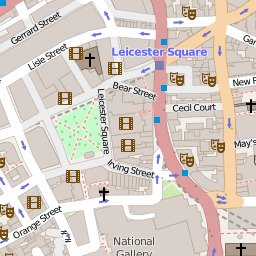 Gerrard Street
Lisle Street
Leicester Square
Gar
Bear Street
New R
Cecil Court
Leicester Square
May's
Irving Street
Orange Street
National
Gallery